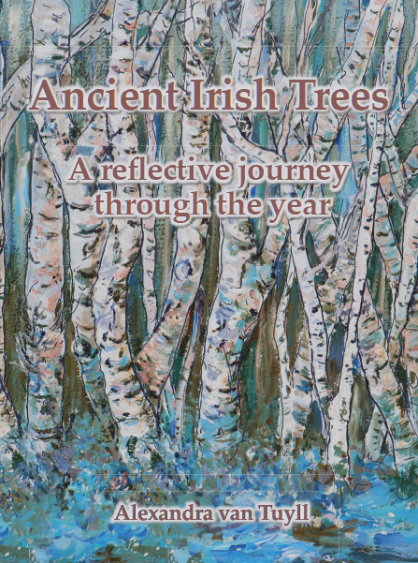 Ancient Irish Trees
A reflective journey
through the year
Alexandra van Tuyll